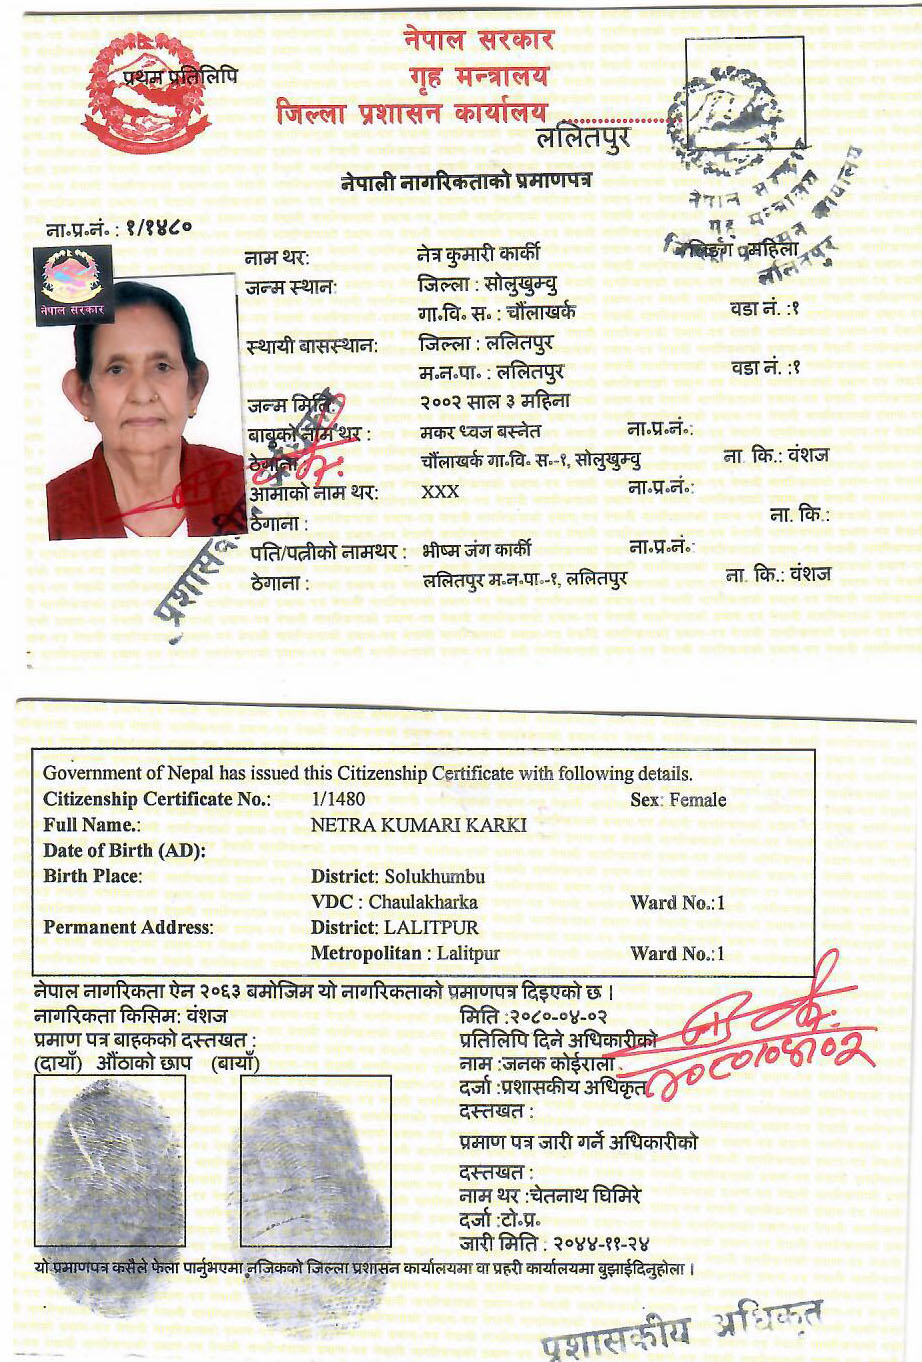 नेपाल सरकार
गृह मन्त्रालय
जिल्ला प्रशासन कार्यालय
ललितपुर
प्रथम प्रतिलिपि
नेपाल सरकार
गृह मन्त्रालय
जिल्ला प्रशासन कार्यालय
ललितपुर
नेपाली नागरिकताको प्रमाणपत्र
ना.प्र.नं. : १/१४८०
नेपाल सरकार
नाम थर: नेत्र कुमारी कार्की लिङ्ग : महिला
जन्म स्थान: जिल्ला : सोलुखुम्वु
गा.वि. स. : चौंलाखर्क वडा नं. :१
स्थायी बासस्थान: जिल्ला : ललितपुर
म.न.पा. : ललितपुर वडा नं. :१
जन्म मिति: २००२ साल ३ महिना
बाबुको नाम थर : मकर ध्वज बस्नेत ना.प्र.नं.:
ठेगाना चौंलाखर्क गा.वि. स.-१, सोलुखुम्वु ना. कि.: वंशज
आमाको नाम थर: XXX ना.प्र.नं.:
ठेगाना : ना. कि.:
पति/पत्नीको नामथर : भीष्म जंग कार्की ना.प्र.नं.:
ठेगाना : ललितपुर म.न.पा.-१, ललितपुर ना. कि.: वंशज
Government of Nepal has issued this Citizenship Certificate with following details.
Citizenship Certificate No.: 1/1480 Sex: Female
Full Name.: NETRA KUMARI KARKI
Date of Birth (AD):
Birth Place: District: Solukhumbu
VDC : Chaulakharka Ward No.:1
Permanent Address: District: LALITPUR
Metropolitan : Lalitpur Ward No.:1
नेपाल नागरिकता ऐन २०६३ बमोजिम यो नागरिकताको प्रमाणपत्र दिइएको छ ।
नागरिकता किसिम: वंशज मिति :२०८०-०४-०२
प्रमाण पत्र बाहकको दस्तखत : प्रतिलिपि दिने अधिकारीको
(दायाँ) औंठाको छाप (बायाँ) नाम :जनक कोईराला
दर्जा :प्रशासकीय अधिकृत
२०८०/०४/०२
दस्तखत :
प्रमाण पत्र जारी गर्ने अधिकारीको
दस्तखत :
नाम थर :चेतनाथ घिमिरे
दर्जा :टो.प्र.
जारी मिति : २०४४-११-२४
यो प्रमाणपत्र कसैले फेला पार्नुभएमा नजिकको जिल्ला प्रशासन कार्यालयमा वा प्रहरी कार्यालयमा बुझाईदिनुहोला ।
प्रशासकीय अधिकृत